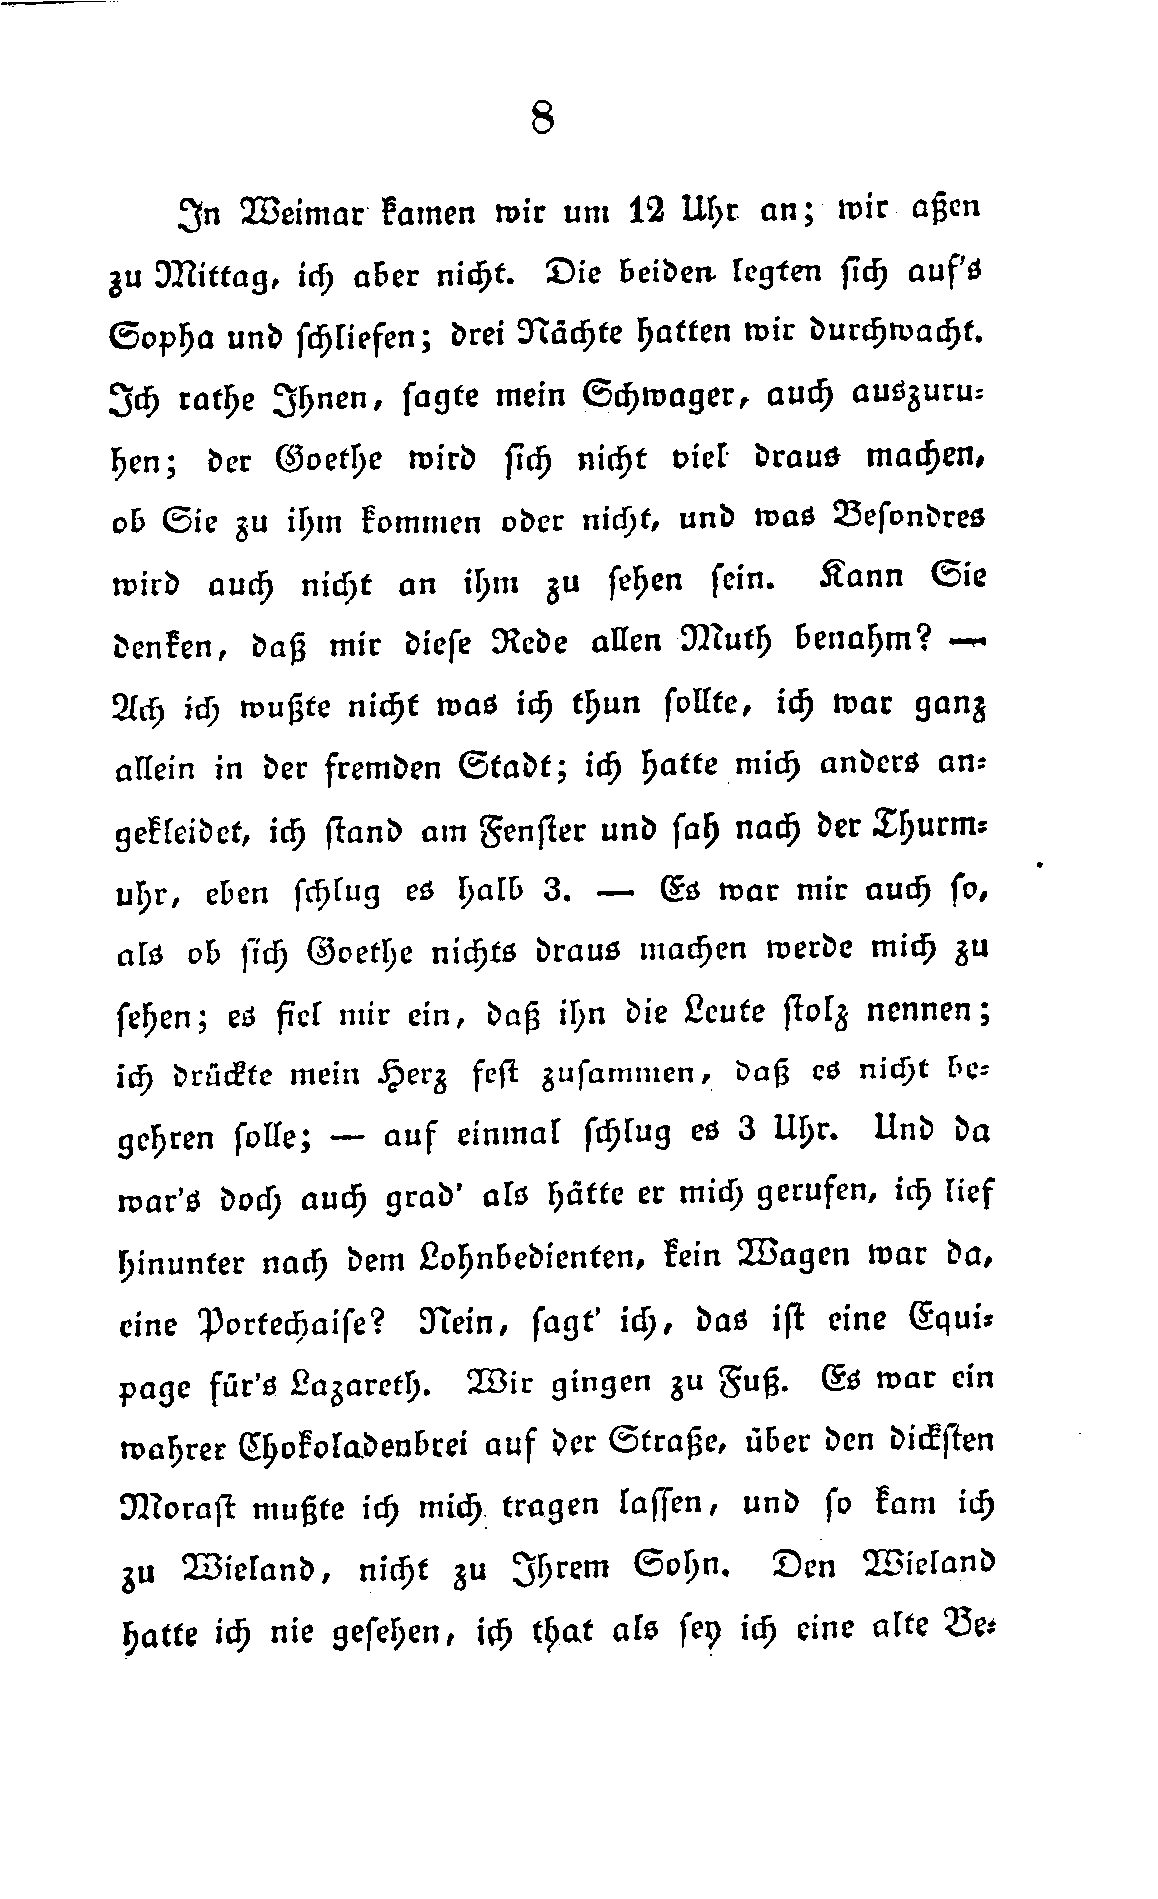 8
In Weimar kamen wir um 12 Uhr an; wir aßen
zu Mittag, ich aber nicht. Die beiden legten sich auf's
Sopha und schliefen; drei Nächte hatten wir durchwacht.
Ich rathe Ihnen, sagte mein Schwager, auch auszuru-
hen; der Goethe wird sich nicht viel draus machen,
ob Sie zu ihm kommen oder nicht, und was Besondres
wird auch nicht an ihm zu sehen sein. Kann Sie
denken, daß mir diese Rede allen Muth benahm? —
Ach ich wußte nicht was ich thun sollte, ich war ganz
allein in der fremden Stadt; ich hatte mich anders an-
gekleidet, ich stand am Fenster und sah nach der Thurm-
uhr, eben schlug es halb 3. — Es war mir auch so,
als ob sich Goethe nichts draus machen werde mich zu
sehen; es fiel mir ein, daß ihn die Leute stolz nennen;
ich drückte mein Herz fest zusammen, daß es nicht be-
gehren solle; — auf einmal schlug es 3 Uhr. Und da
war's doch auch grad' als hätte er mich gerufen, ich lief
hinunter nach dem Lohnbedienten, kein Wagen war da,
eine Portechaise? Nein, sagt' ich, das ist eine Equi-
page für's Lazareth. Wir gingen zu Fuß. Es war ein
wahrer Chokoladenbrei auf der Straße, über den dicksten
Morast mußte ich mich tragen lassen, und so kam ich
zu Wieland, nicht zu Ihrem Sohn. Den Wieland
hatte ich nie gesehen, ich that als sey ich eine alte Be-